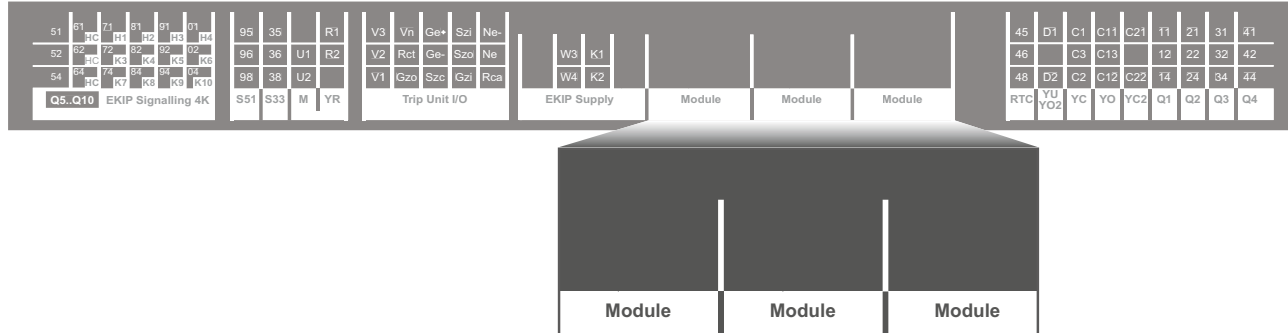 51 61 HC 71 H1 81 H2 91 H3 01 H4 95 35 R1 V3 Vn Ge+ Szi Ne- 45 D1 C1 C11 C21 11 21 31 41
52 62 HC 72 K3 82 K4 92 K5 02 K6 96 36 U1 R2 V2 Rct Ge- Szo Ne W3 K1 46 C3 C13 12 22 32 42
54 64 HC 74 K7 84 K8 94 K9 04 K10 98 38 U2 V1 Gzo Szc Gzi Rca W4 K2 48 D2 C2 C12 C22 14 24 34 44
Q5..Q10 EKIP Signalling 4K S51 S33 M YR Trip Unit I/O EKIP Supply Module Module Module RTC YU YO2 YC YO YC2 Q1 Q2 Q3 Q4
Module Module Module